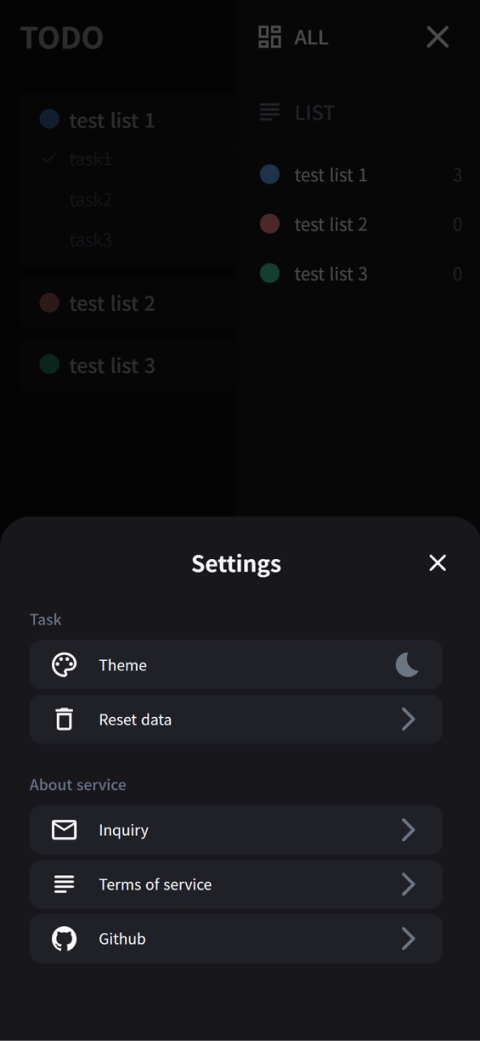 TODO
test list 1
task1
task2
task3
test list 2
test list 3
ALL
LIST
test list 1 3
test list 2 0
test list 3 0
Settings
Task
Theme
Reset data
About service
Inquiry
Terms of service
Github